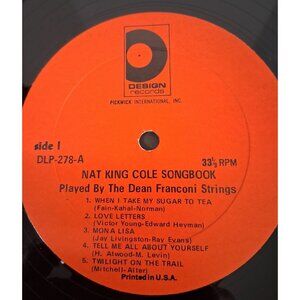 DESIGN
records
PICKWICK INTERNATIONAL, INC.
side 1
DLP-278-A
33⅓ RPM
NAT KING COLE SONGBOOK
Played By The Dean Franconi Strings
1. WHEN I TAKE MY SUGAR TO TEA
(Fain-Kahal-Norman)
2. LOVE LETTERS
(Victor Young-Edward Heyman)
3. MONA LISA
(Jay Livingston-Ray Evans)
4. TELL ME ALL ABOUT YOURSELF
(H. Atwood-M. Levin)
5. TWILIGHT ON THE TRAIL
(Mitchell-Alter)
Printed in U.S.A.